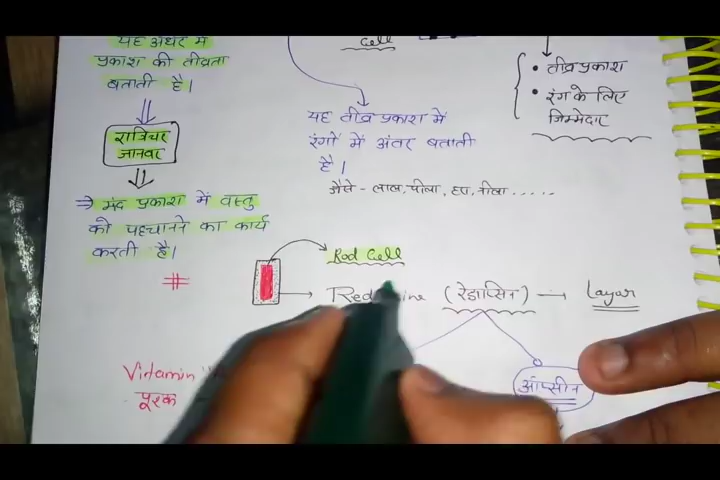 यह अंधेरे में
प्रकाश की तीव्रता
बताती है।
रात्रिचर
जानवर
⇒ मंद प्रकाश में वस्तु
को पहचानने का कार्य
करती है।
Cell
• तीव्र प्रकाश
• रंग के लिए
जिम्मेदार
यह तीव्र प्रकाश में
रंगों में अंतर बताती
है।
जैसे - लाल, पीला, हरा, नीला.....
Rod Cell
(रेडाप्सिन) → Layar
Vitamin
पूरक
ऑप्सीन